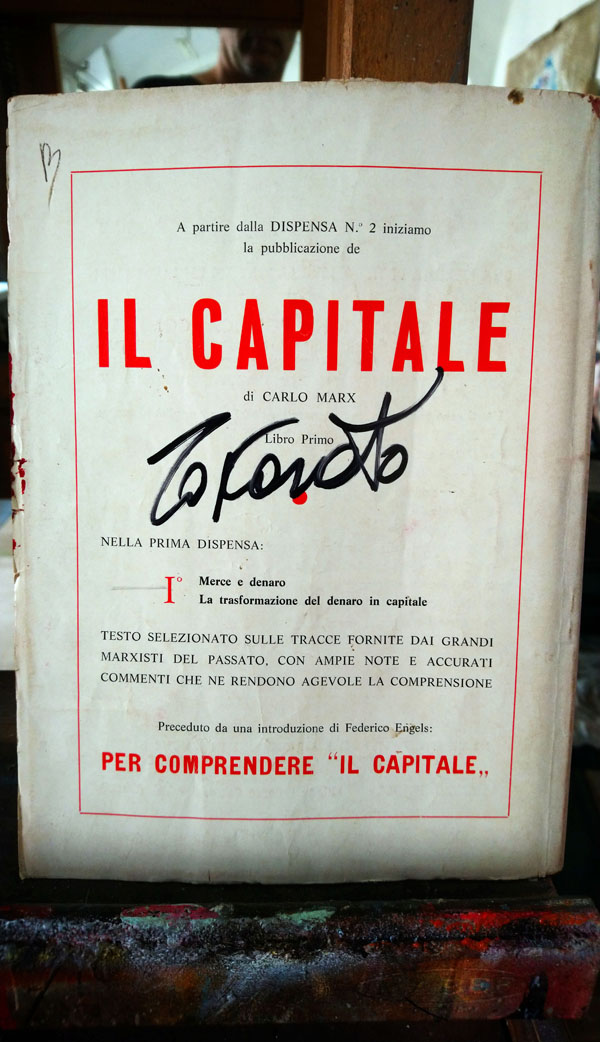 A partire dalla DISPENSA N.° 2 iniziamo
la pubblicazione de
IL CAPITALE
di CARLO MARX
Libro Primo
NELLA PRIMA DISPENSA:
I° Merce e denaro
La trasformazione del denaro in capitale
TESTO SELEZIONATO SULLE TRACCE FORNITE DAI GRANDI
MARXISTI DEL PASSATO, CON AMPIE NOTE E ACCURATI
COMMENTI CHE NE RENDONO AGEVOLE LA COMPRENSIONE
Preceduto da una introduzione di Federico Engels:
PER COMPRENDERE “IL CAPITALE„